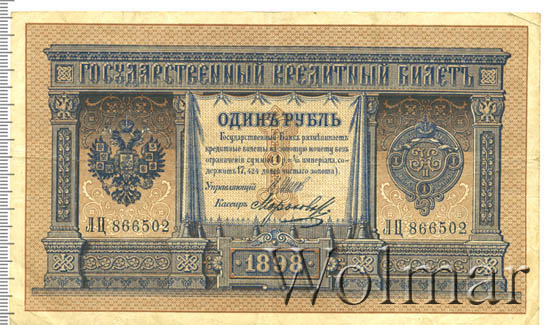 ГОСУДАРСТВЕННЫЙ КРЕДИТНЫЙ БИЛЕТЪ
ОДИНЪ РУБЛЬ
Государственный Банкъ размѣниваетъ
кредитные билеты на золотую монету безъ
ограниченія суммы (1 р. = 1/15 имперіала, со-
держитъ 17,424 долей чистаго золота).
Управляющій
Кассиръ
ЛЦ 866502
ЛЦ 866502
1898
Wolmar